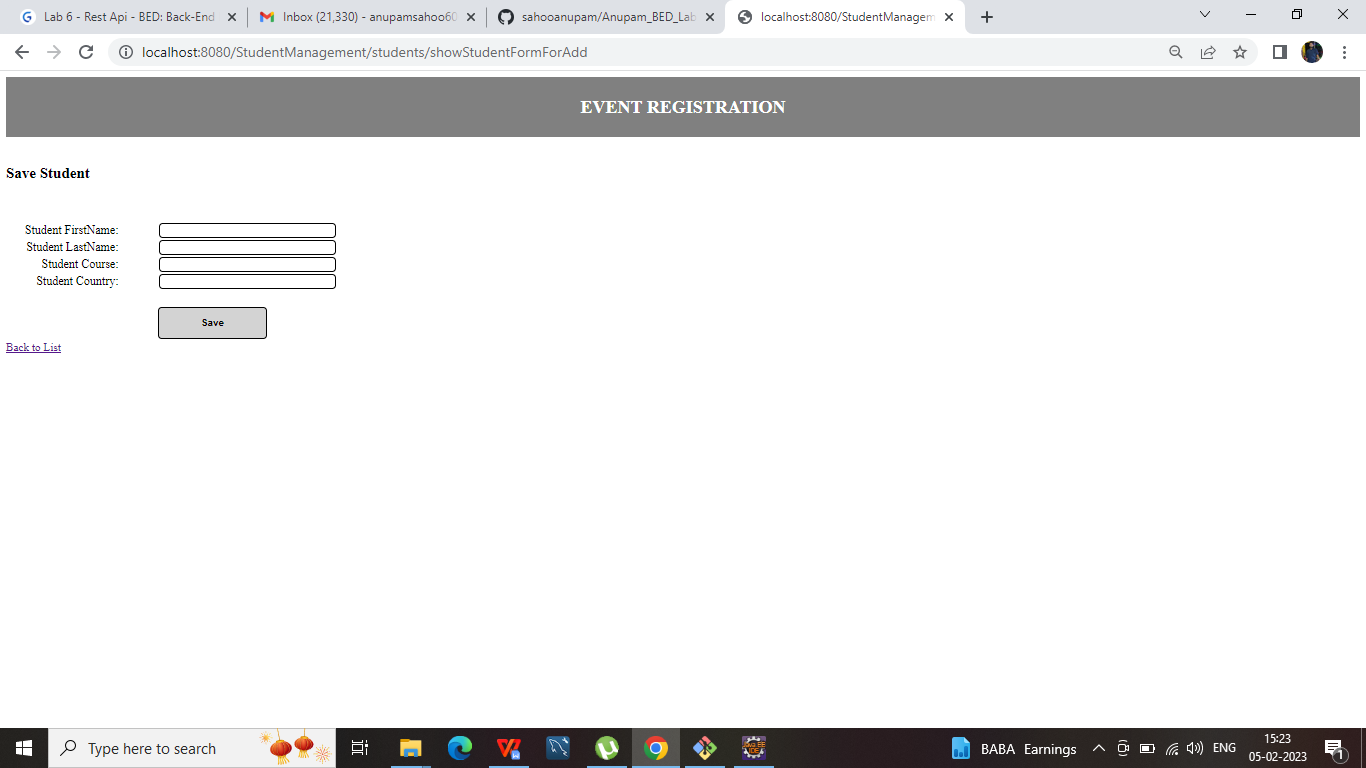 Lab 6 - Rest Api - BED: Back-End
Inbox (21,330) - anupamsahoo60
sahooanupam/Anupam_BED_Lab
localhost:8080/StudentManagem
localhost:8080/StudentManagement/students/showStudentFormForAdd
EVENT REGISTRATION
Save Student
Student FirstName:
Student LastName:
Student Course:
Student Country:
Save
Back to List
Type here to search
BABA Earnings
ENG
15:23
05-02-2023
1